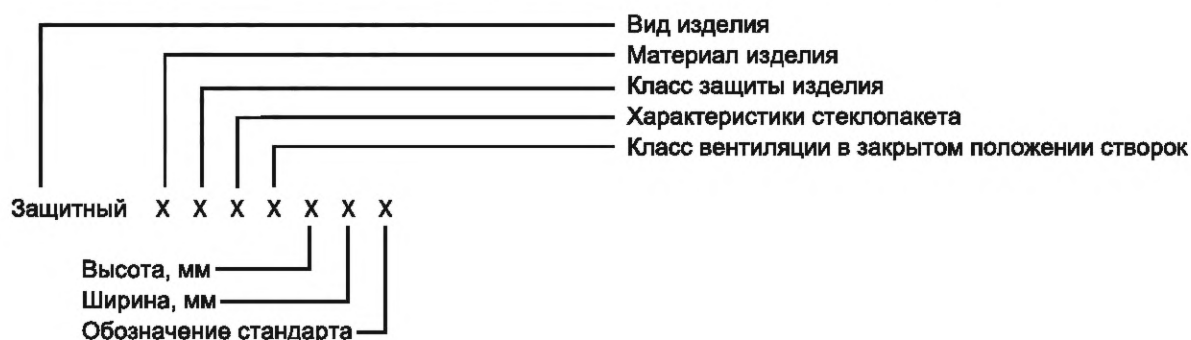 Вид изделия
Материал изделия
Класс защиты изделия
Характеристики стеклопакета
Класс вентиляции в закрытом положении створок
Защитный X X X X X X X
Высота, мм
Ширина, мм
Обозначение стандарта